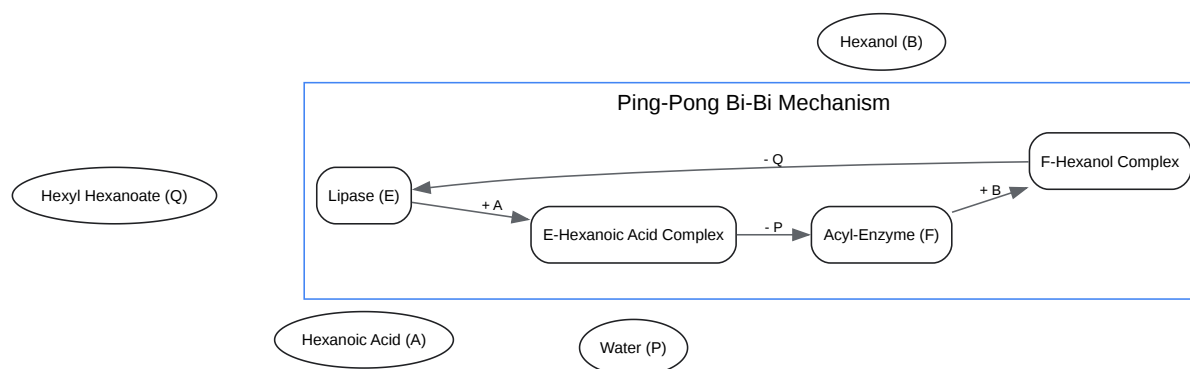 Hexanol (B)
Ping-Pong Bi-Bi Mechanism
- Q
F-Hexanol Complex
Hexyl Hexanoate (Q)
Lipase (E)
+ A
+ B
E-Hexanoic Acid Complex
- P
Acyl-Enzyme (F)
Hexanoic Acid (A)
Water (P)